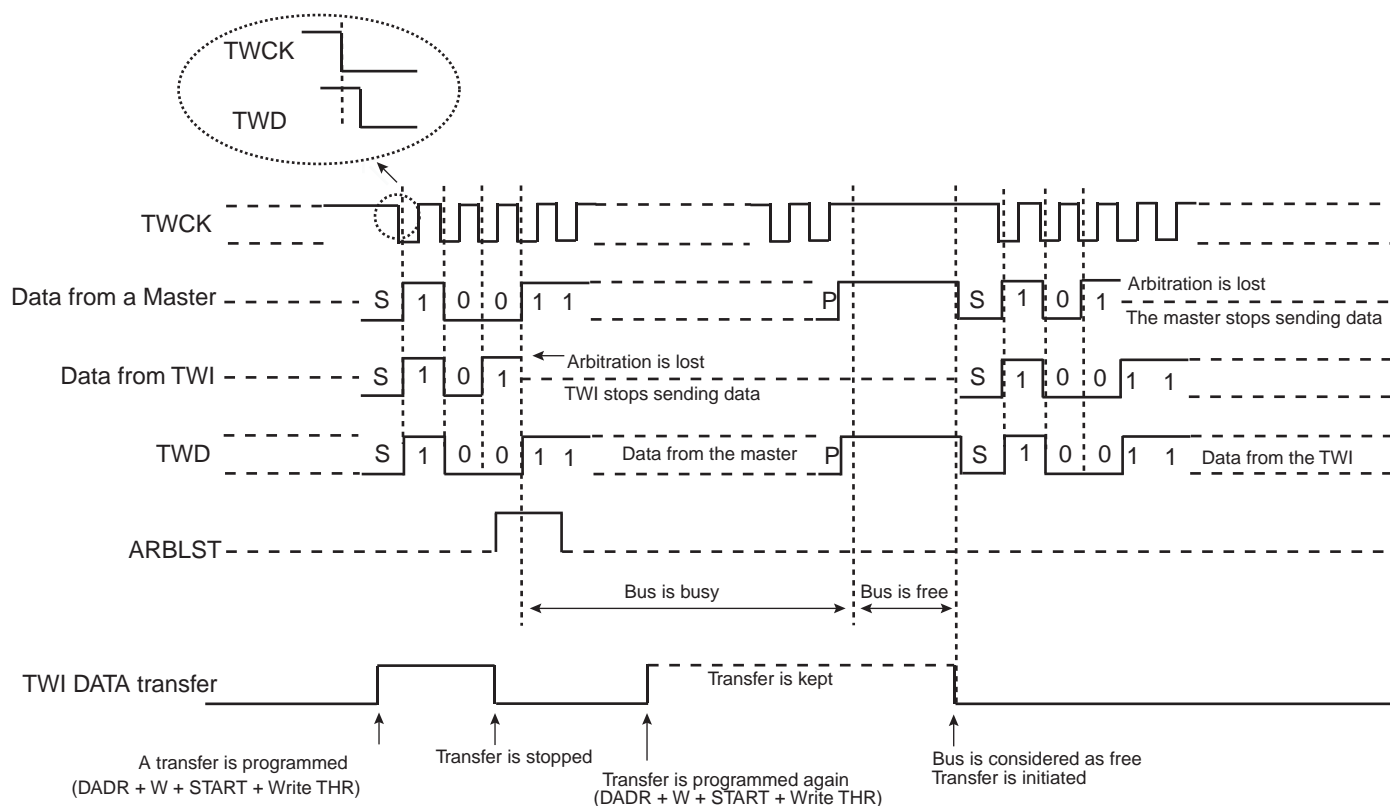 TWCK
TWD
TWCK
Data from a Master S 1 0 0 1 1 P S 1 0 1 Arbitration is lost
The master stops sending data
Data from TWI S 1 0 1 Arbitration is lost S 1 0 0 1 1
TWI stops sending data
TWD S 1 0 0 1 1 Data from the master P S 1 0 0 1 1 Data from the TWI
ARBLST
Bus is busy Bus is free
TWI DATA transfer Transfer is kept
A transfer is programmed
(DADR + W + START + Write THR)
Transfer is stopped
Transfer is programmed again
(DADR + W + START + Write THR)
Bus is considered as free
Transfer is initiated